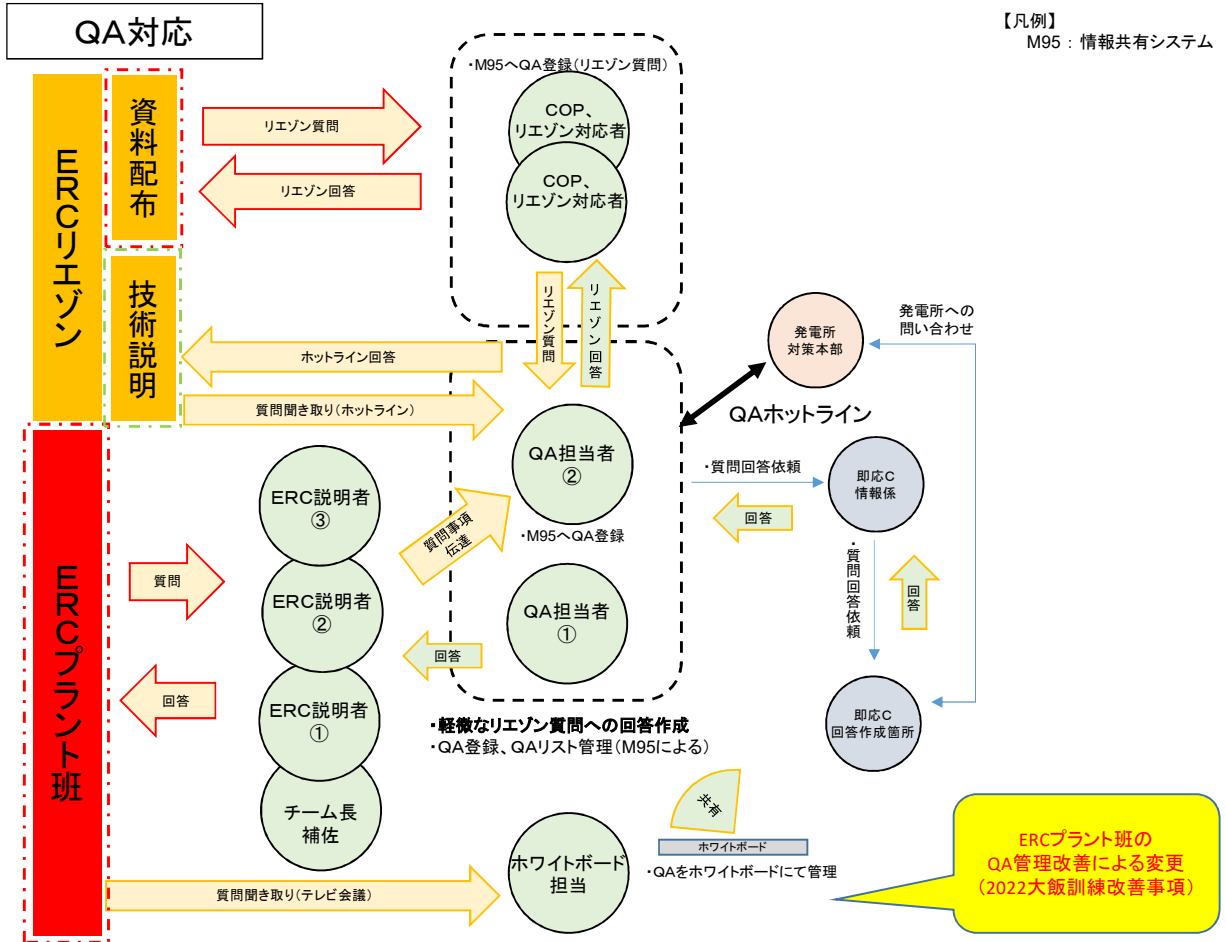 QA対応
【凡例】
M95 : 情報共有システム
ERCリエゾン
資料配布
技術説明
ERCプラント班
リエゾン質問
リエゾン回答
・M95へQA登録(リエゾン質問)
COP、
リエゾン対応者
COP、
リエゾン対応者
リエゾン質問
リエゾン回答
ホットライン回答
質問聞き取り(ホットライン)
発電所
対策本部
発電所への
問い合わせ
QAホットライン
QA担当者
②
・M95へQA登録
・質問回答依頼
回答
即応C
情報係
・質問回答依頼
回答
即応C
回答作成箇所
ERC説明者
③
ERC説明者
②
ERC説明者
①
チーム長
補佐
質問事項
伝達
質問
回答
QA担当者
①
回答
・軽微なリエゾン質問への回答作成
・QA登録、QAリスト管理(M95による)
質問聞き取り(テレビ会議)
ホワイトボード
担当
共有
ホワイトボード
・QAをホワイトボードにて管理
ERCプラント班の
QA管理改善による変更
(2022大飯訓練改善事項)